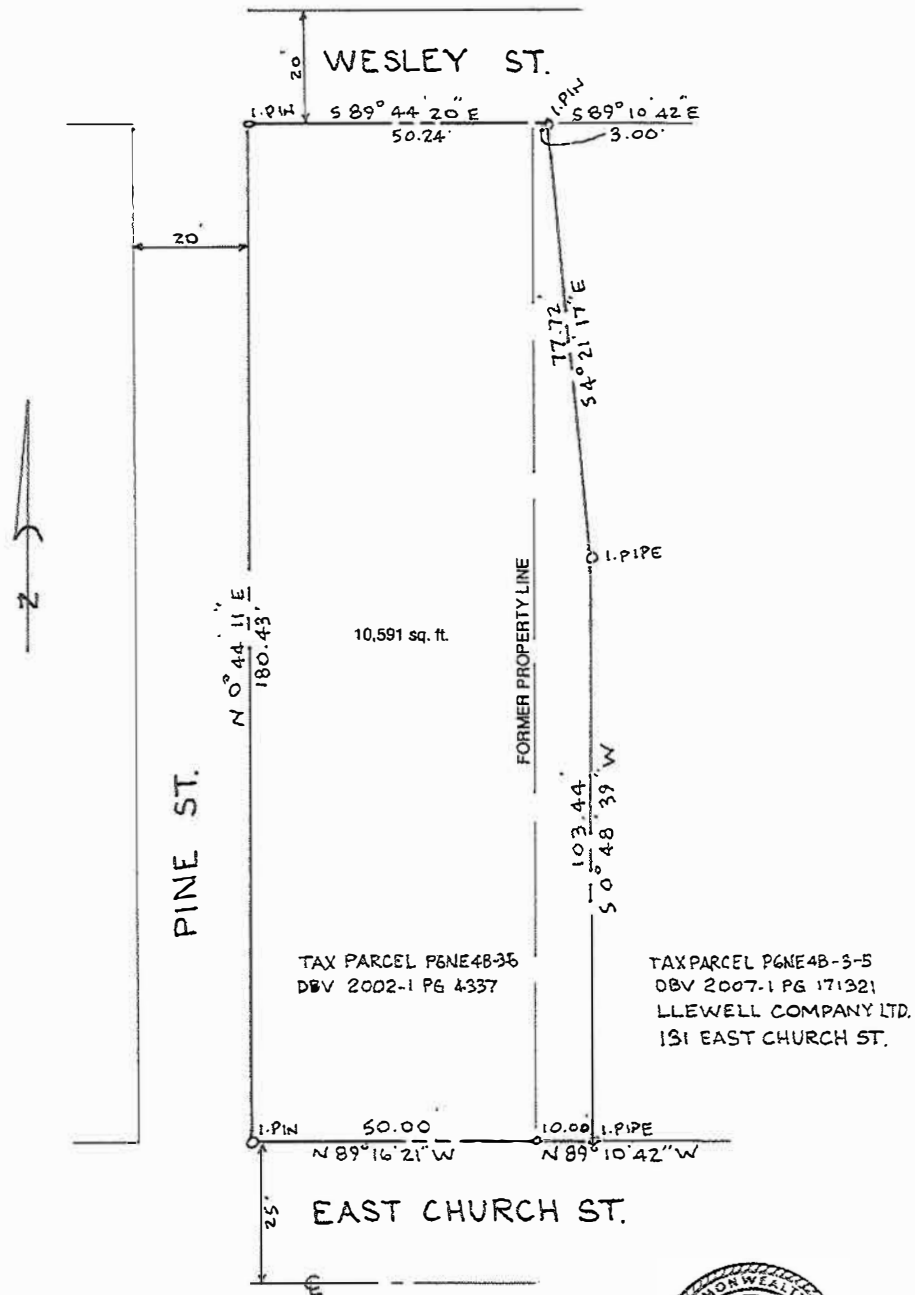 20'
WESLEY ST.
I.PIN
S 89° 44' 20" E
50.24'
I.PIN
S 89° 10' 42 E
3.00'
20'
77.72'
S 4° 21' 17" E
N
I.PIPE
N 0° 44' 11" E
180.43'
10,591 sq. ft.
FORMER PROPERTY LINE
103.44'
S 0° 48' 39" W
PINE ST.
TAX PARCEL P6NE4B-3-
DBV 2002-1 PG 4337
TAX PARCEL P6NE4B-3-5
DBV 2007-1 PG 171321
LLEWELL COMPANY LTD.
131 EAST CHURCH ST.
I.PIN
50.00'
10.00'
I.PIPE
N 89° 16' 21" W
N 89° 10' 42" W
25'
EAST CHURCH ST.
℄
MONWEALT